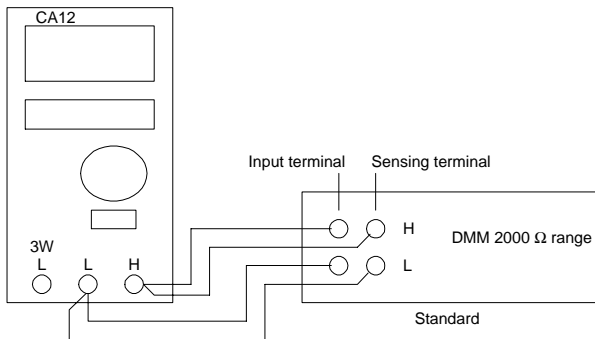 CA12
Input terminal Sensing terminal
H
DMM 2000 Ω range
3W
L L H
L
Standard